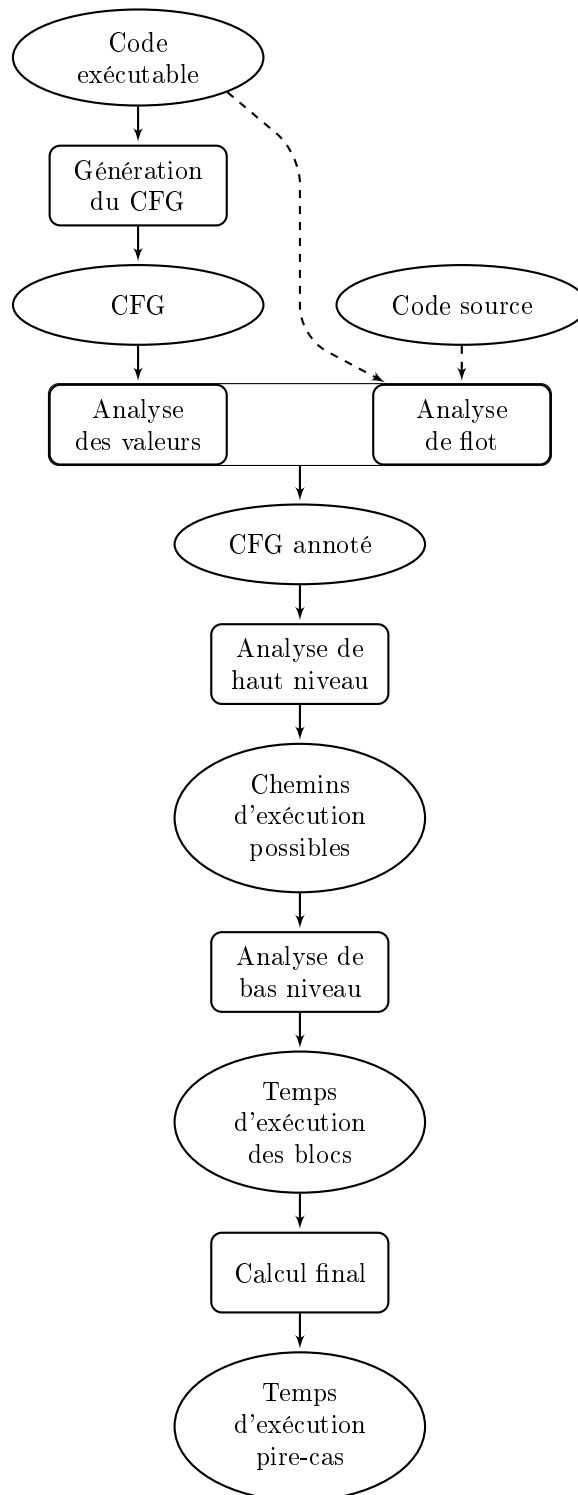 Code
exécutable
Génération
du CFG
CFG
Code source
Analyse
des valeurs
Analyse
de flot
CFG annoté
Analyse de
haut niveau
Chemins
d'exécution
possibles
Analyse de
bas niveau
Temps
d'exécution
des blocs
Calcul final
Temps
d'exécution
pire-cas